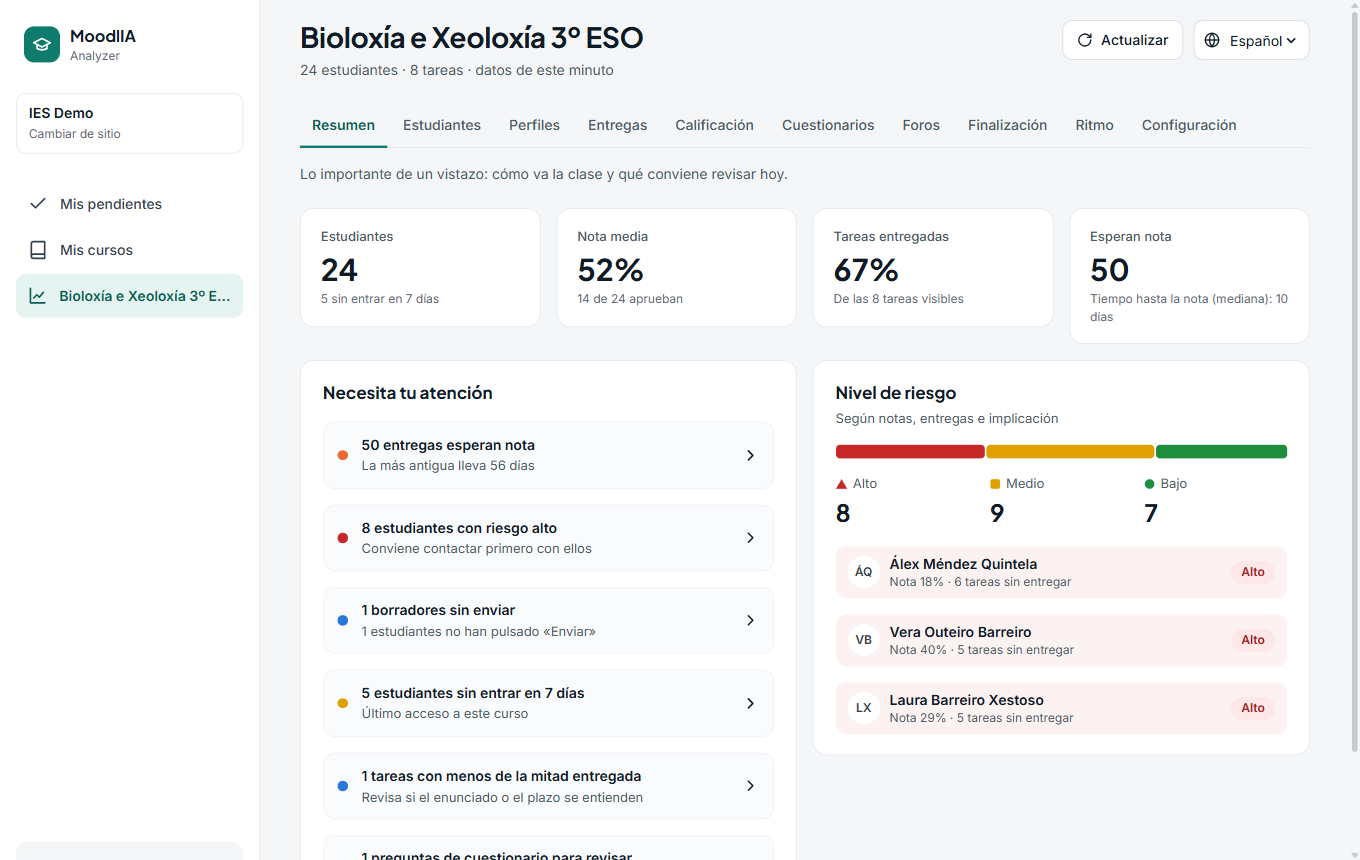 MoodlIA
Analyzer
IES Demo
Cambiar de sitio
Mis pendientes
Mis cursos
Bioloxía e Xeoloxía 3º E...
Bioloxía e Xeoloxía 3º ESO
24 estudiantes · 8 tareas · datos de este minuto
Actualizar
Español
Resumen Estudiantes Perfiles Entregas Calificación Cuestionarios Foros Finalización Ritmo Configuración
Lo importante de un vistazo: cómo va la clase y qué conviene revisar hoy.
Estudiantes
24
5 sin entrar en 7 días
Nota media
52%
14 de 24 aprueban
Tareas entregadas
67%
De las 8 tareas visibles
Esperan nota
50
Tiempo hasta la nota (mediana): 10
días
Necesita tu atención
50 entregas esperan nota
La más antigua lleva 56 días
8 estudiantes con riesgo alto
Conviene contactar primero con ellos
1 borradores sin enviar
1 estudiantes no han pulsado «Enviar»
5 estudiantes sin entrar en 7 días
Último acceso a este curso
1 tareas con menos de la mitad entregada
Revisa si el enunciado o el plazo se entienden
1 preguntas de cuestionario para revisar
Nivel de riesgo
Según notas, entregas e implicación
Alto
8
Medio
9
Bajo
7
ÁQ
Álex Méndez Quintela
Nota 18% · 6 tareas sin entregar
Alto
VB
Vera Outeiro Barreiro
Nota 40% · 5 tareas sin entregar
Alto
LX
Laura Barreiro Xestoso
Nota 29% · 5 tareas sin entregar
Alto